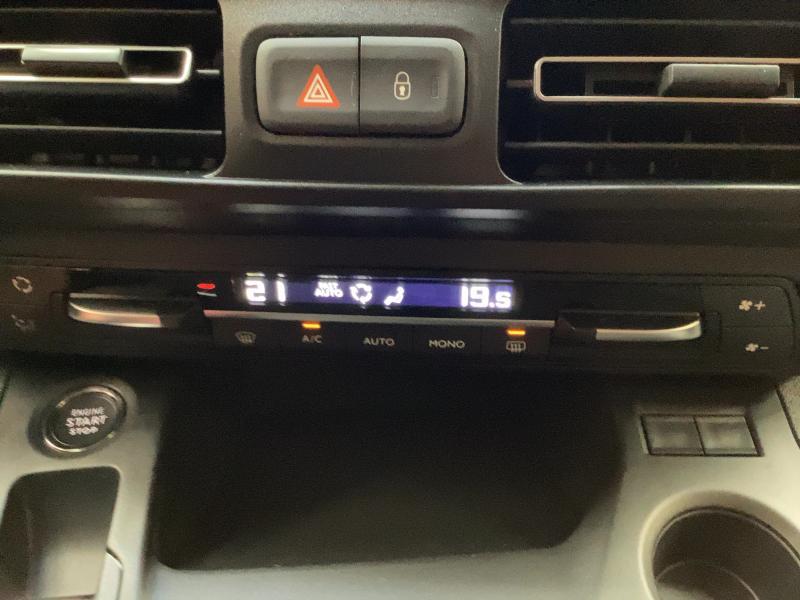 21 AUTO 19.5
A/C AUTO MONO
ENGINE
START
STOP